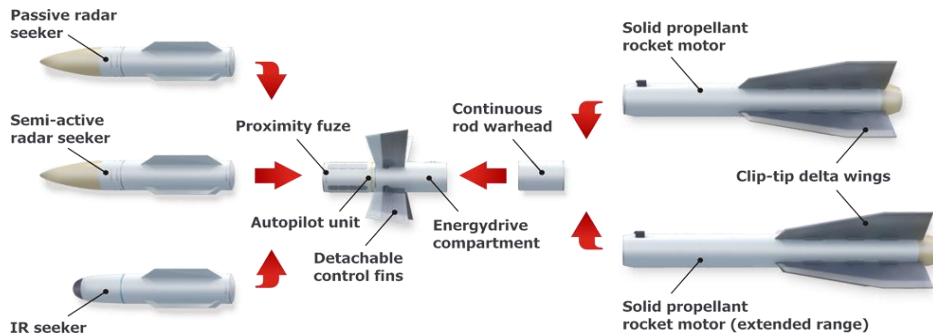 Passive radar
seeker
Semi-active
radar seeker
IR seeker
Proximity fuze
Autopilot unit
Detachable
control fins
Energydrive
compartment
Continuous
rod warhead
Solid propellant
rocket motor
Clip-tip delta wings
Solid propellant
rocket motor (extended range)